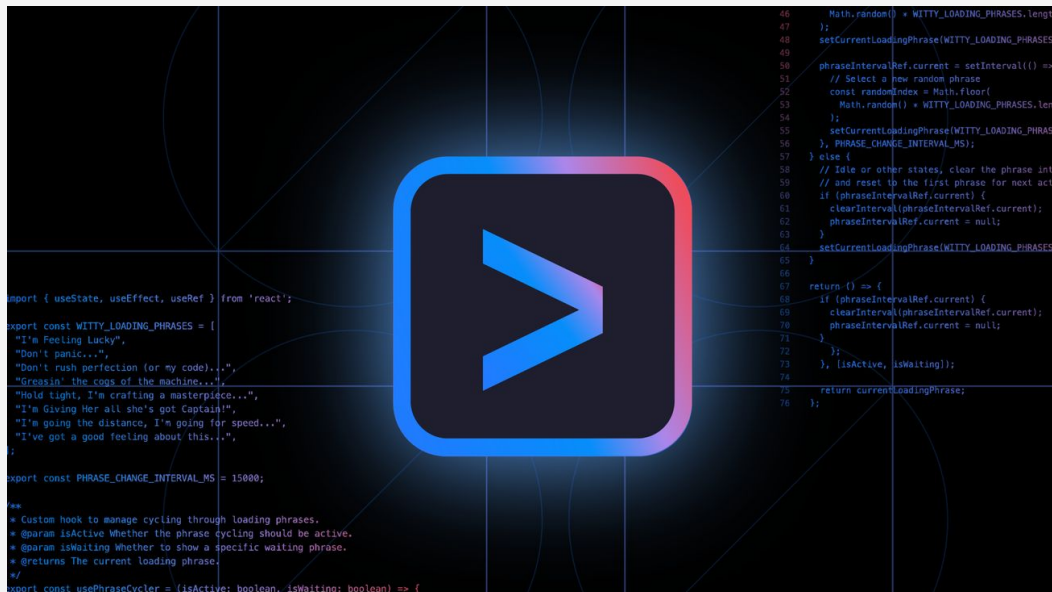 import { useState, useEffect, useRef } from 'react';
export const WITTY_LOADING_PHRASES = [
"I'm Feeling Lucky",
"Don't panic...",
"Don't rush perfection (or my code)...",
"Greasin' the cogs of the machine...",
"Hold tight, I'm crafting a masterpiece...",
"I'm Giving Her all she's got Captain!",
"I'm going the distance, I'm going for speed...",
"I've got a good feeling about this...",
];
export const PHRASE_CHANGE_INTERVAL_MS = 15000;
/**
* Custom hook to manage cycling through loading phrases.
* @param isActive Whether the phrase cycling should be active.
* @param isWaiting Whether to show a specific waiting phrase.
* @returns The current loading phrase.
*/
export const usePhraseCycler = (isActive: boolean, isWaiting: boolean) => {
46 Math.random() * WITTY_LOADING_PHRASES.lengt
47 );
48 setCurrentLoadingPhrase(WITTY_LOADING_PHRASES
49
50 phraseIntervalRef.current = setInterval(() =>
51 // Select a new random phrase
52 const randomIndex = Math.floor(
53 Math.random() * WITTY_LOADING_PHRASES.len
54 );
55 setCurrentLoadingPhrase(WITTY_LOADING_PHRAS
56 }, PHRASE_CHANGE_INTERVAL_MS);
57 } else {
58 // Idle or other states, clear the phrase int
59 // and reset to the first phrase for next act
60 if (phraseIntervalRef.current) {
61 clearInterval(phraseIntervalRef.current);
62 phraseIntervalRef.current = null;
63 }
64 setCurrentLoadingPhrase(WITTY_LOADING_PHRASES
65 }
66
67 return () => {
68 if (phraseIntervalRef.current) {
69 clearInterval(phraseIntervalRef.current);
70 phraseIntervalRef.current = null;
71 }
72 };
73 }, [isActive, isWaiting]);
74
75 return currentLoadingPhrase;
76 };